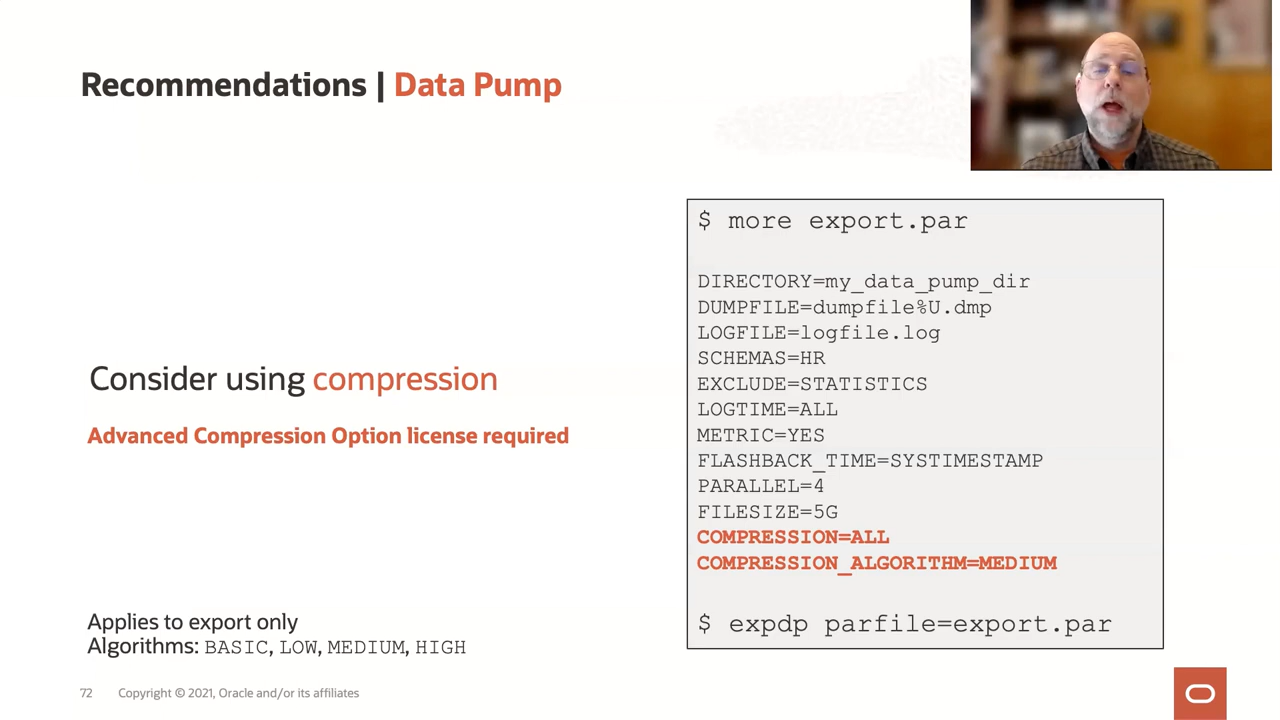 Recommendations | Data Pump
Consider using compression
Advanced Compression Option license required
Applies to export only
Algorithms: BASIC, LOW, MEDIUM, HIGH
$ more export.par
DIRECTORY=my_data_pump_dir
DUMPFILE=dumpfile%U.dmp
LOGFILE=logfile.log
SCHEMAS=HR
EXCLUDE=STATISTICS
LOGTIME=ALL
METRIC=YES
FLASHBACK_TIME=SYSTIMESTAMP
PARALLEL=4
FILESIZE=5G
COMPRESSION=ALL
COMPRESSION_ALGORITHM=MEDIUM
$ expdp parfile=export.par
72 Copyright © 2021, Oracle and/or its affiliates